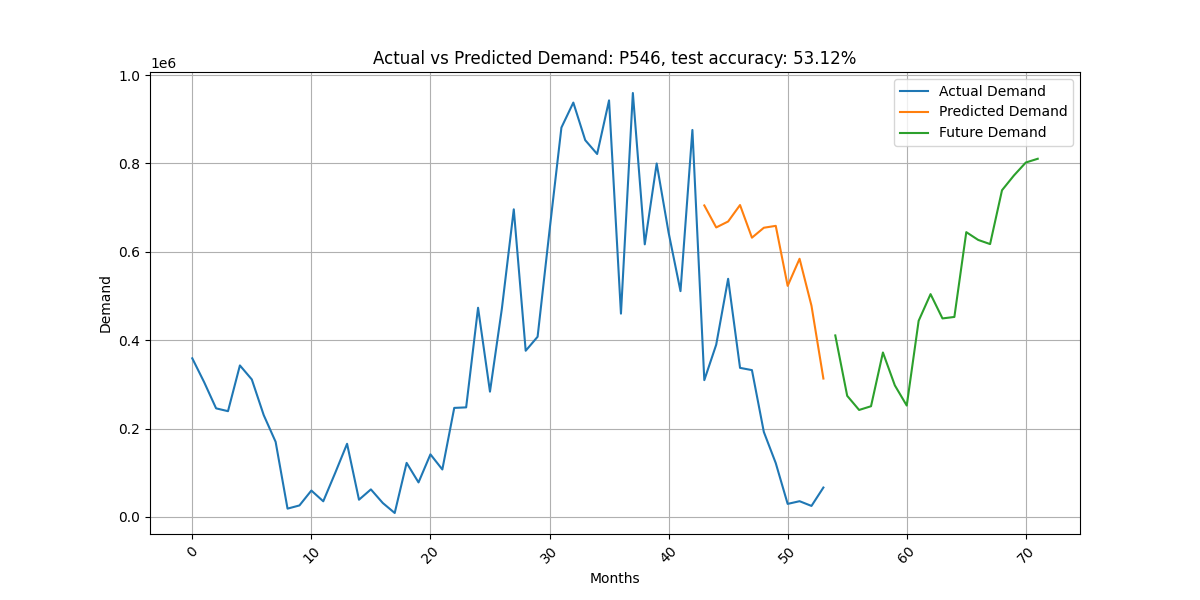 Actual vs Predicted Demand: P546, test accuracy: 53.12%
1e6
1.0
0.8
0.6
0.4
0.2
0.0
Demand
Actual Demand
Predicted Demand
Future Demand
0
10
20
30
40
50
60
70
Months